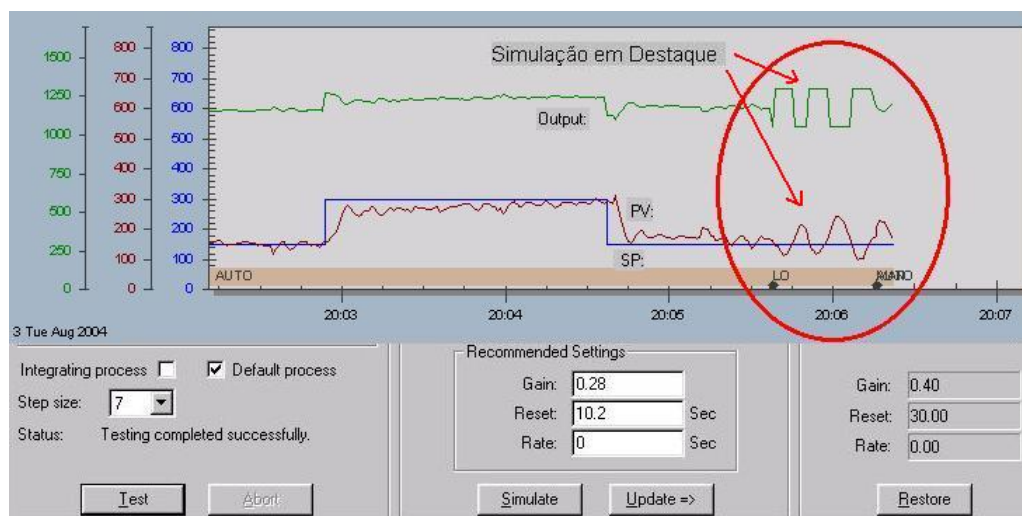 Simulação em Destaque
1500
1250
1000
750
500
250
0
800
700
600
500
400
300
200
100
0
800
700
600
500
400
300
200
100
0
Output:
PV:
SP:
AUTO
LO
20:03
20:04
20:05
20:06
20:07
3 Tue Aug 2004
Integrating process
Default process
Step size: 7
Status: Testing completed successfully.
Test
Abort
Recommended Settings
Gain: 0.28
Reset: 10.2 Sec
Rate: 0 Sec
Simulate
Update =>
Gain: 0.40
Reset: 30.00
Rate: 0.00
Restore